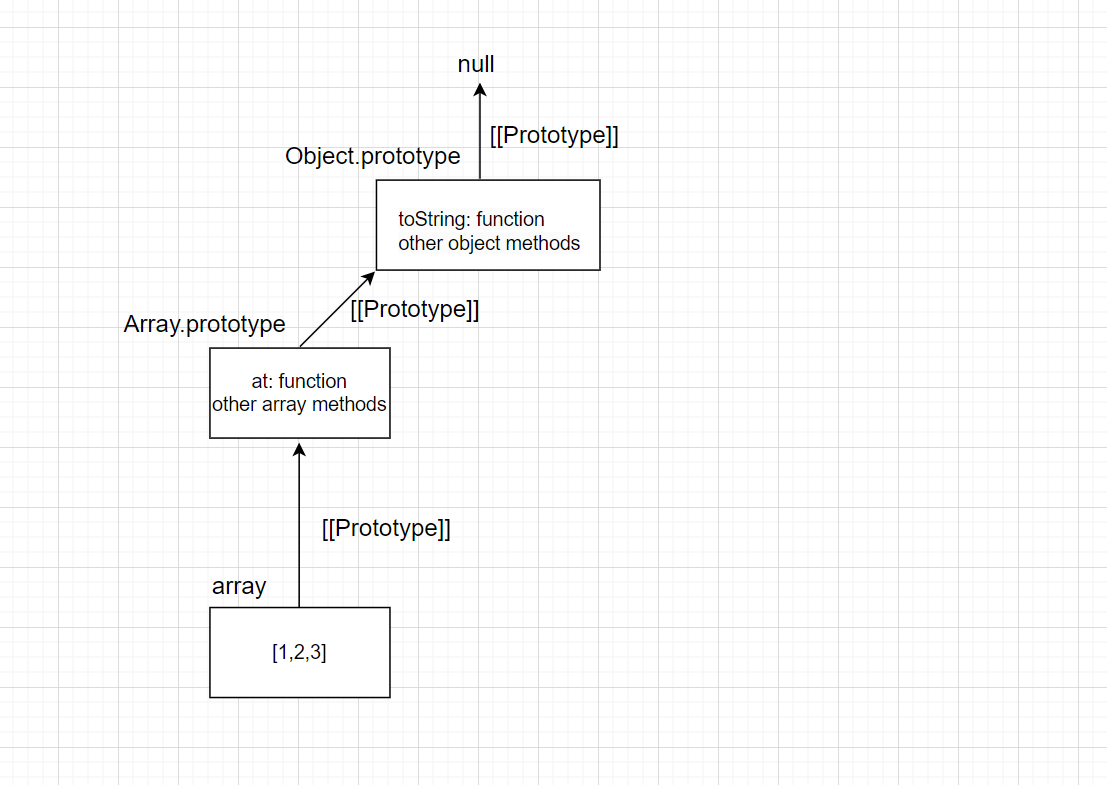 null
[[Prototype]]
Object.prototype
toString: function
other object methods
[[Prototype]]
Array.prototype
at: function
other array methods
[[Prototype]]
array
[1,2,3]